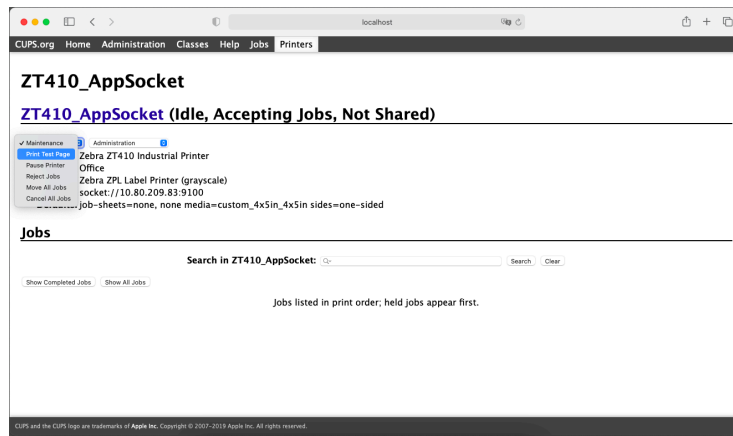 localhost
CUPS.org Home Administration Classes Help Jobs Printers
ZT410_AppSocket
ZT410_AppSocket (Idle, Accepting Jobs, Not Shared)
✓ Maintenance Administration
Print Test Page Zebra ZT410 Industrial Printer
Pause Printer Office
Reject Jobs Zebra ZPL Label Printer (grayscale)
Move All Jobs socket://10.80.209.83:9100
Cancel All Jobs job-sheets=none, none media=custom_4x5in_4x5in sides=one-sided
Jobs
Search in ZT410_AppSocket: Search Clear
Show Completed Jobs Show All Jobs
Jobs listed in print order; held jobs appear first.
CUPS and the CUPS logo are trademarks of Apple Inc. Copyright © 2007-2019 Apple Inc. All rights reserved.